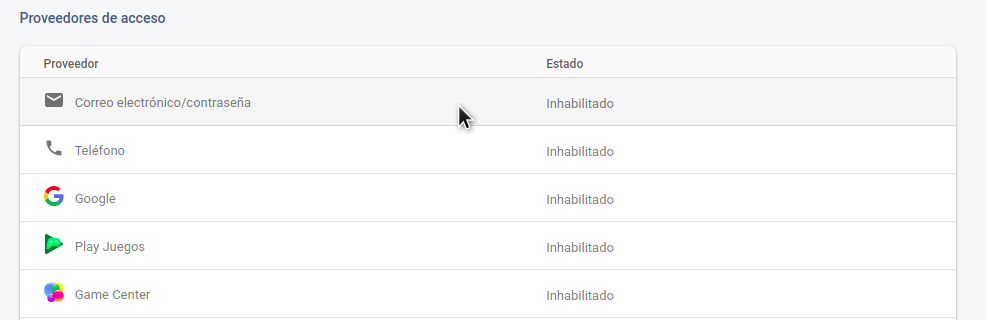 Proveedores de acceso
Proveedor Estado
Correo electrónico/contraseña Inhabilitado
Teléfono Inhabilitado
Google Inhabilitado
Play Juegos Inhabilitado
Game Center Inhabilitado